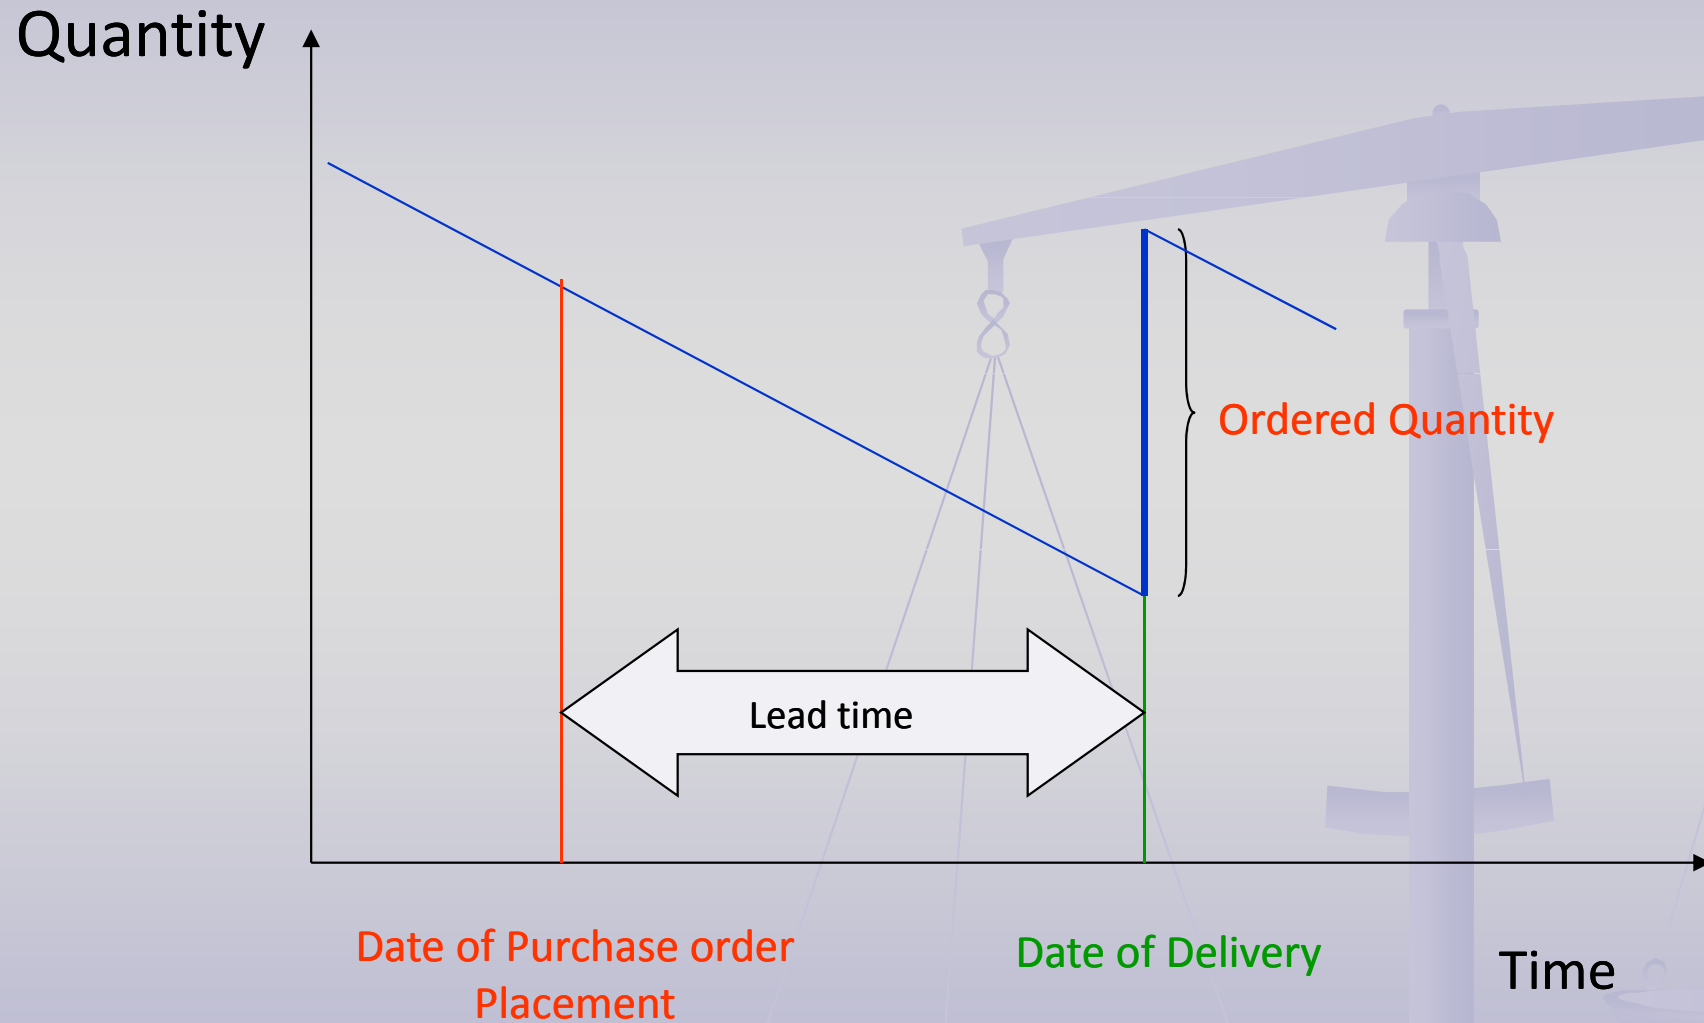 Quantity
Ordered Quantity
Lead time
Date of Purchase order
Placement
Date of Delivery
Time